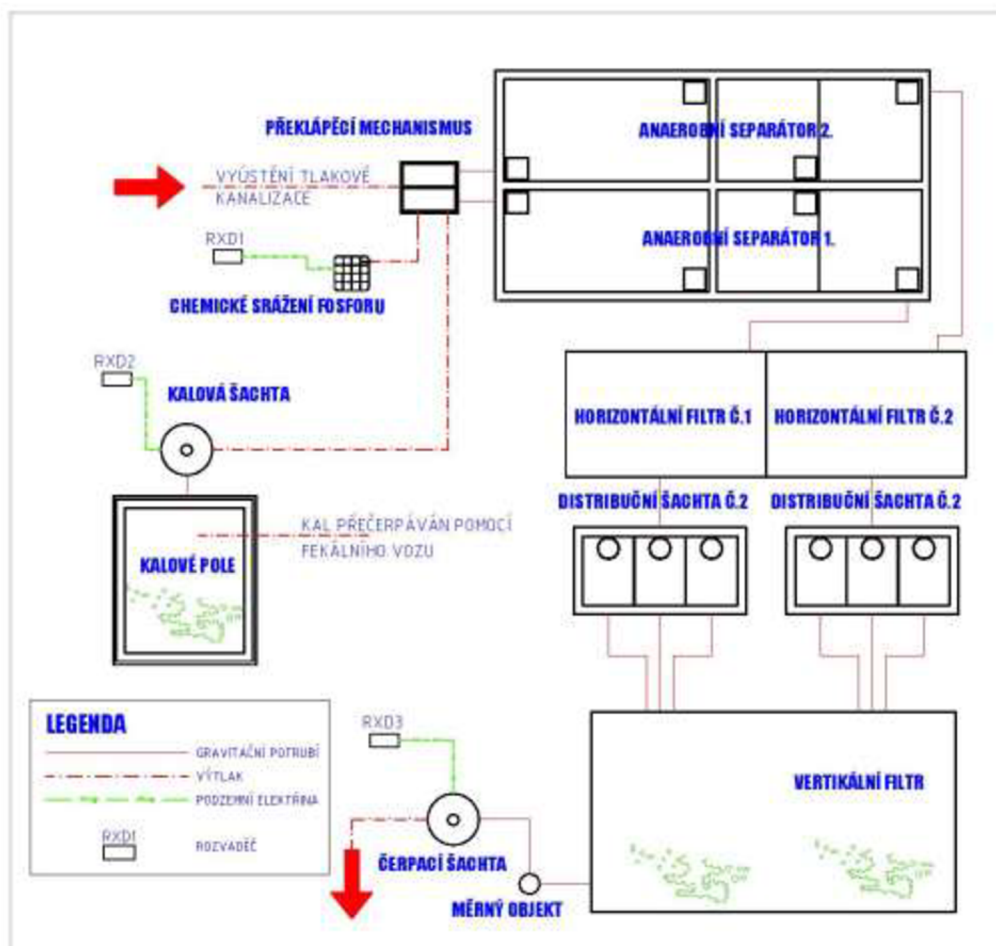 PŘEKLÁPĚCÍ MECHANISMUS
ANAEROBNÍ SEPARÁTOR 2.
VYÚSTĚNÍ TLAKOVÉ
KANALIZACE
ANAEROBNÍ SEPARÁTOR 1.
RXD1
CHEMICKÉ SRÁŽENÍ FOSFORU
RXD2
KALOVÁ ŠACHTA
HORIZONTÁLNÍ FILTR Č.1
HORIZONTÁLNÍ FILTR Č.2
DISTRIBUČNÍ ŠACHTA Č.2
DISTRIBUČNÍ ŠACHTA Č.2
KAL PŘEČERPÁVÁN POMOCÍ
FEKÁLNÍHO VOZU
KALOVÉ POLE
LEGENDA
GRAVITAČNÍ POTRUBÍ
VÝTLAK
PODZEMNÍ ELEKTŘINA
RXD1
ROZVADĚČ
RXD3
VERTIKÁLNÍ FILTR
ČERPACÍ ŠACHTA
MĚRNÝ OBJEKT